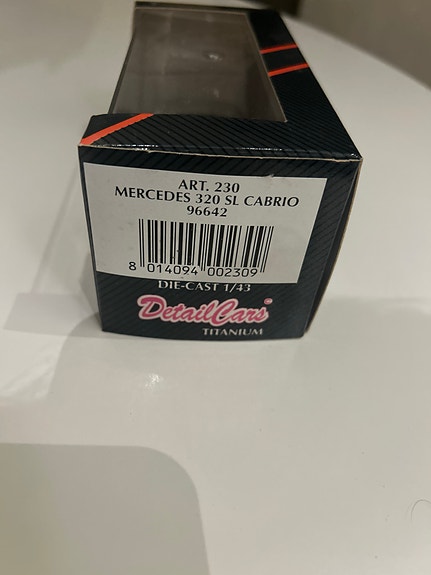 ART. 230
MERCEDES 320 SL CABRIO
96642
8 014094 002309
DIE-CAST 1/43
DetailCars
TITANIUM